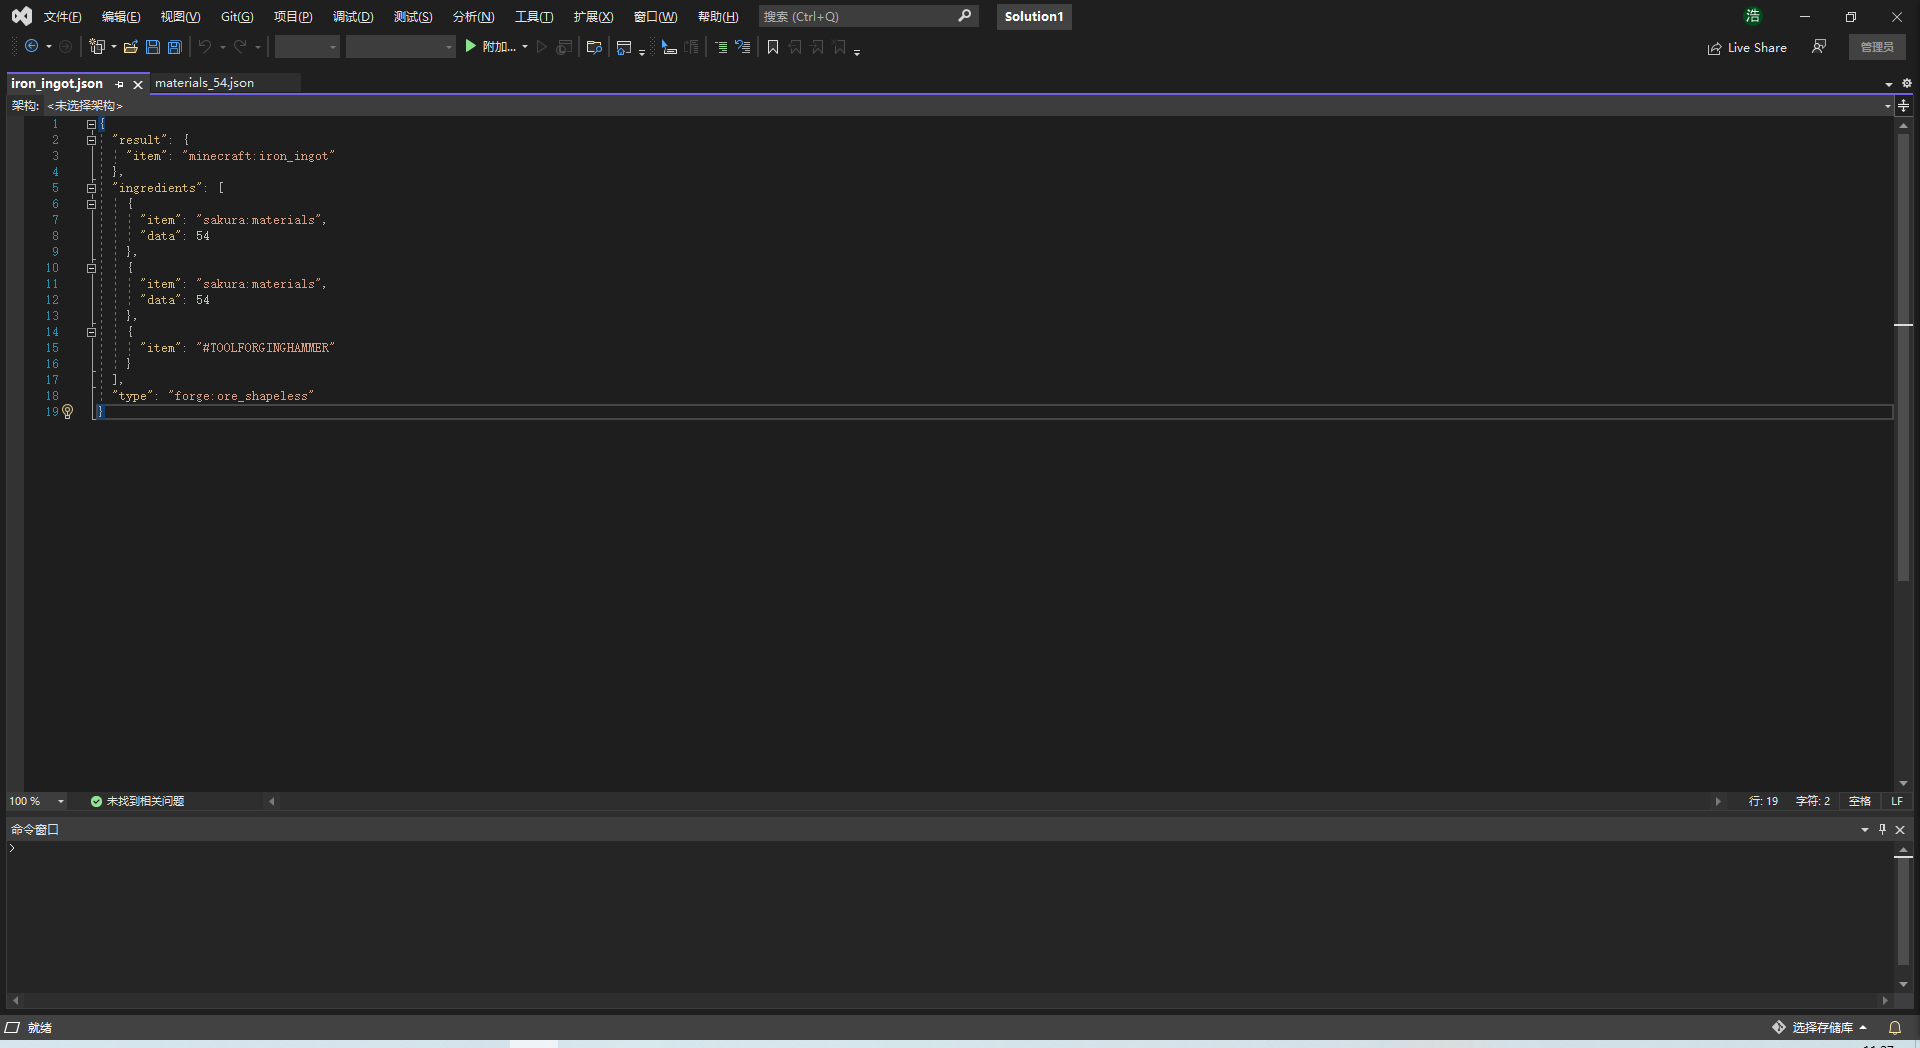 文件(F) 编辑(E) 视图(V) Git(G) 项目(P) 调试(D) 测试(S) 分析(N) 工具(T) 扩展(X) 窗口(W) 帮助(H) 搜索 (Ctrl+Q) Solution1 浩
附加... Live Share 管理员
iron_ingot.json materials_54.json
架构: <未选择架构>
1 {
2 "result": {
3 "item": "minecraft:iron_ingot"
4 },
5 "ingredients": [
6 {
7 "item": "sakura:materials",
8 "data": 54
9 },
10 {
11 "item": "sakura:materials",
12 "data": 54
13 },
14 {
15 "item": "#TOOLFORGINGHAMMER"
16 }
17 ],
18 "type": "forge:ore_shapeless"
19 }
100 % 未找到相关问题 行: 19 字符: 2 空格 LF
命令窗口
>
就绪 选择存储库